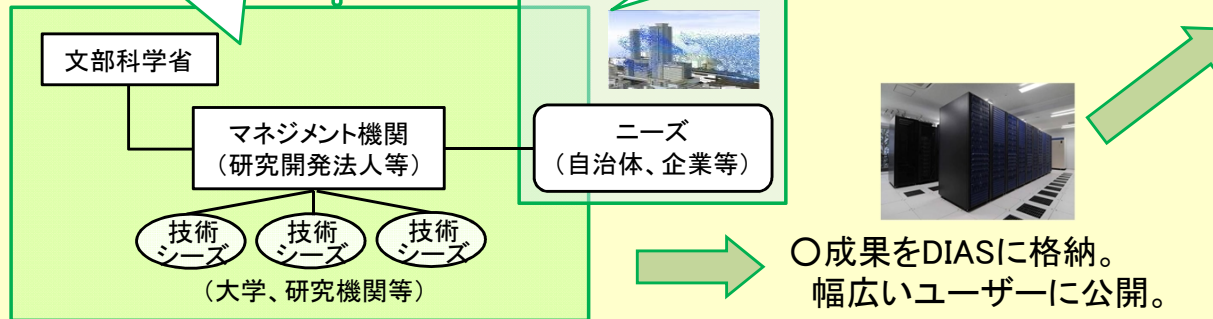 文部科学省
マネジメント機関
（研究開発法人等）
ニーズ
（自治体、企業等）
技術
シーズ
技術
シーズ
技術
シーズ
（大学、研究機関等）
〇成果をDIASに格納。
幅広いユーザーに公開。